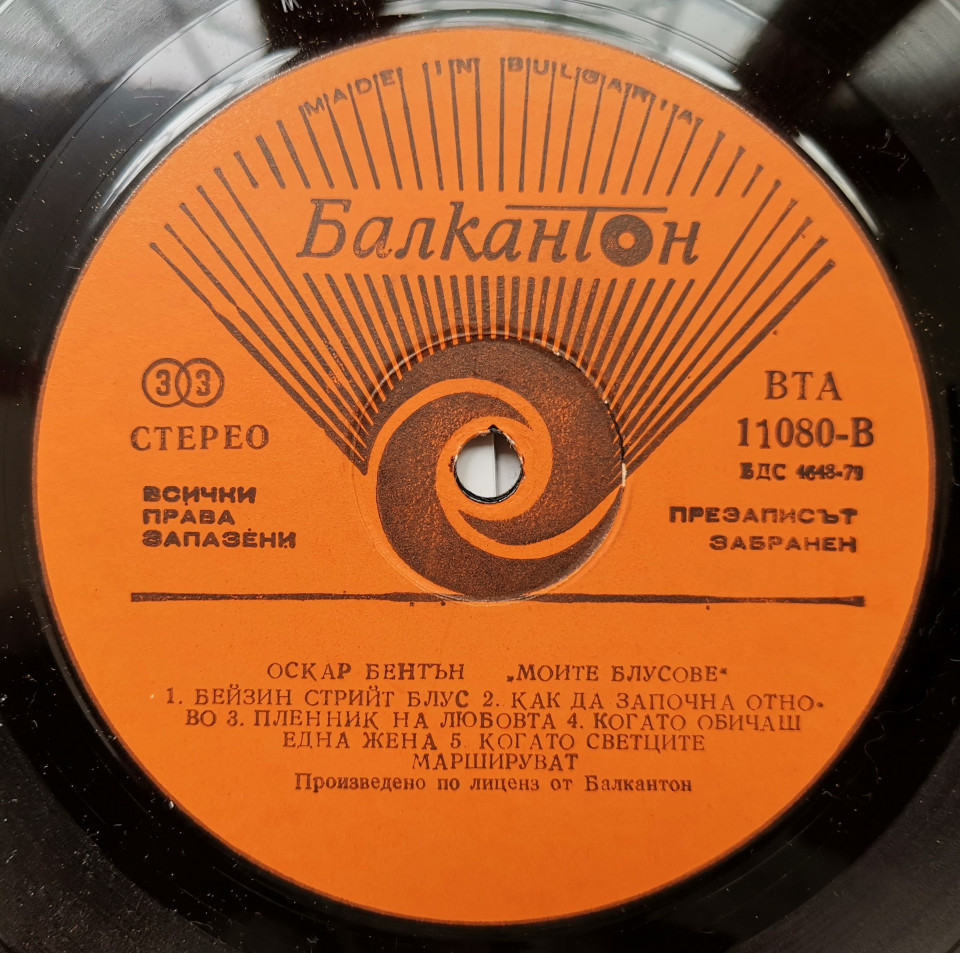 MADE IN BULGARIA
Балкантон
33
СТЕРЕО
ВСИЧКИ
ПРАВА
ЗАПАЗЕНИ
ВТА
11080-В
БДС 4648-79
ПРЕЗАПИСЪТ
ЗАБРАНЕН
ОСКАР БЕНТЪН „МОИТЕ БЛУСОВЕ“
1. БЕЙЗИН СТРИЙТ БЛУС 2. КАК ДА ЗАПОЧНА ОТНО-
ВО 3. ПЛЕННИК НА ЛЮБОВТА 4. КОГАТО ОБИЧАШ
ЕДНА ЖЕНА 5. КОГАТО СВЕТЦИТЕ
МАРШИРУВАТ
Произведено по лиценз от Балкантон